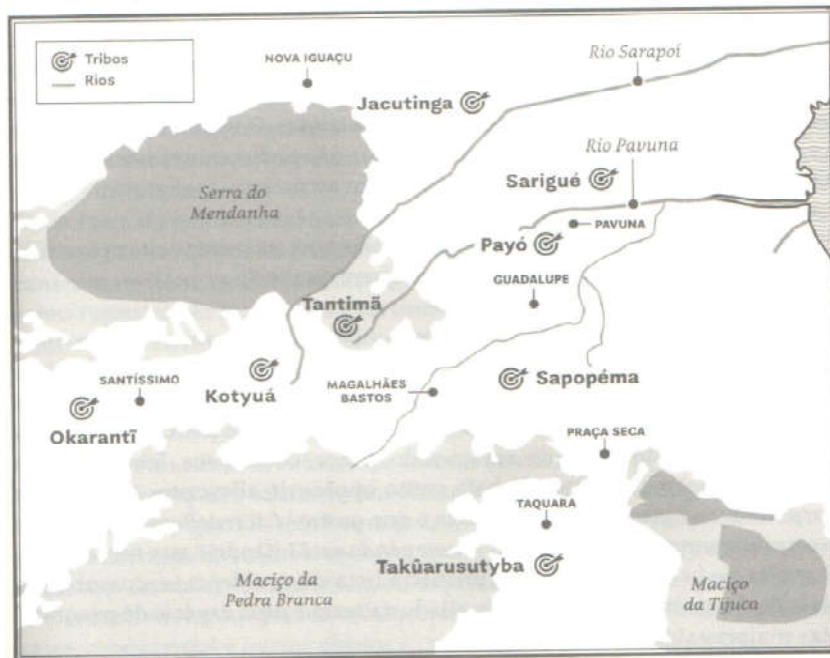 Tribos
Rios
NOVA IGUAÇU
Rio Sarapoí
Jacutinga
Rio Pavuna
Serra do
Mendanha
Sarigué
PAVUNA
Payó
GUADALUPE
Tantimã
SANTÍSSIMO
Kotyuá
MAGALHÃES
BASTOS
Sapopéma
Okarantĩ
PRAÇA SECA
TAQUARA
Takûarusutyba
Maciço da
Pedra Branca
Maciço
da Tijuca